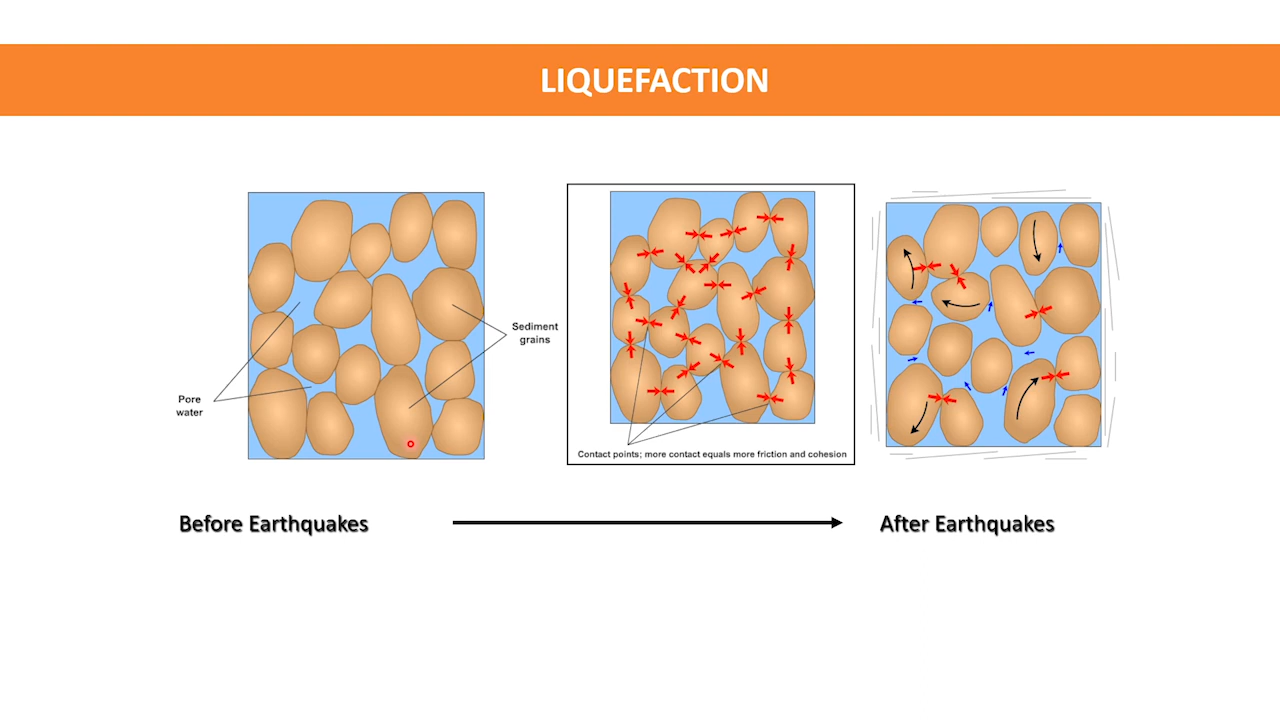 LIQUEFACTION
Pore
water
Sediment
grains
Contact points; more contact equals more friction and cohesion
Before Earthquakes
After Earthquakes